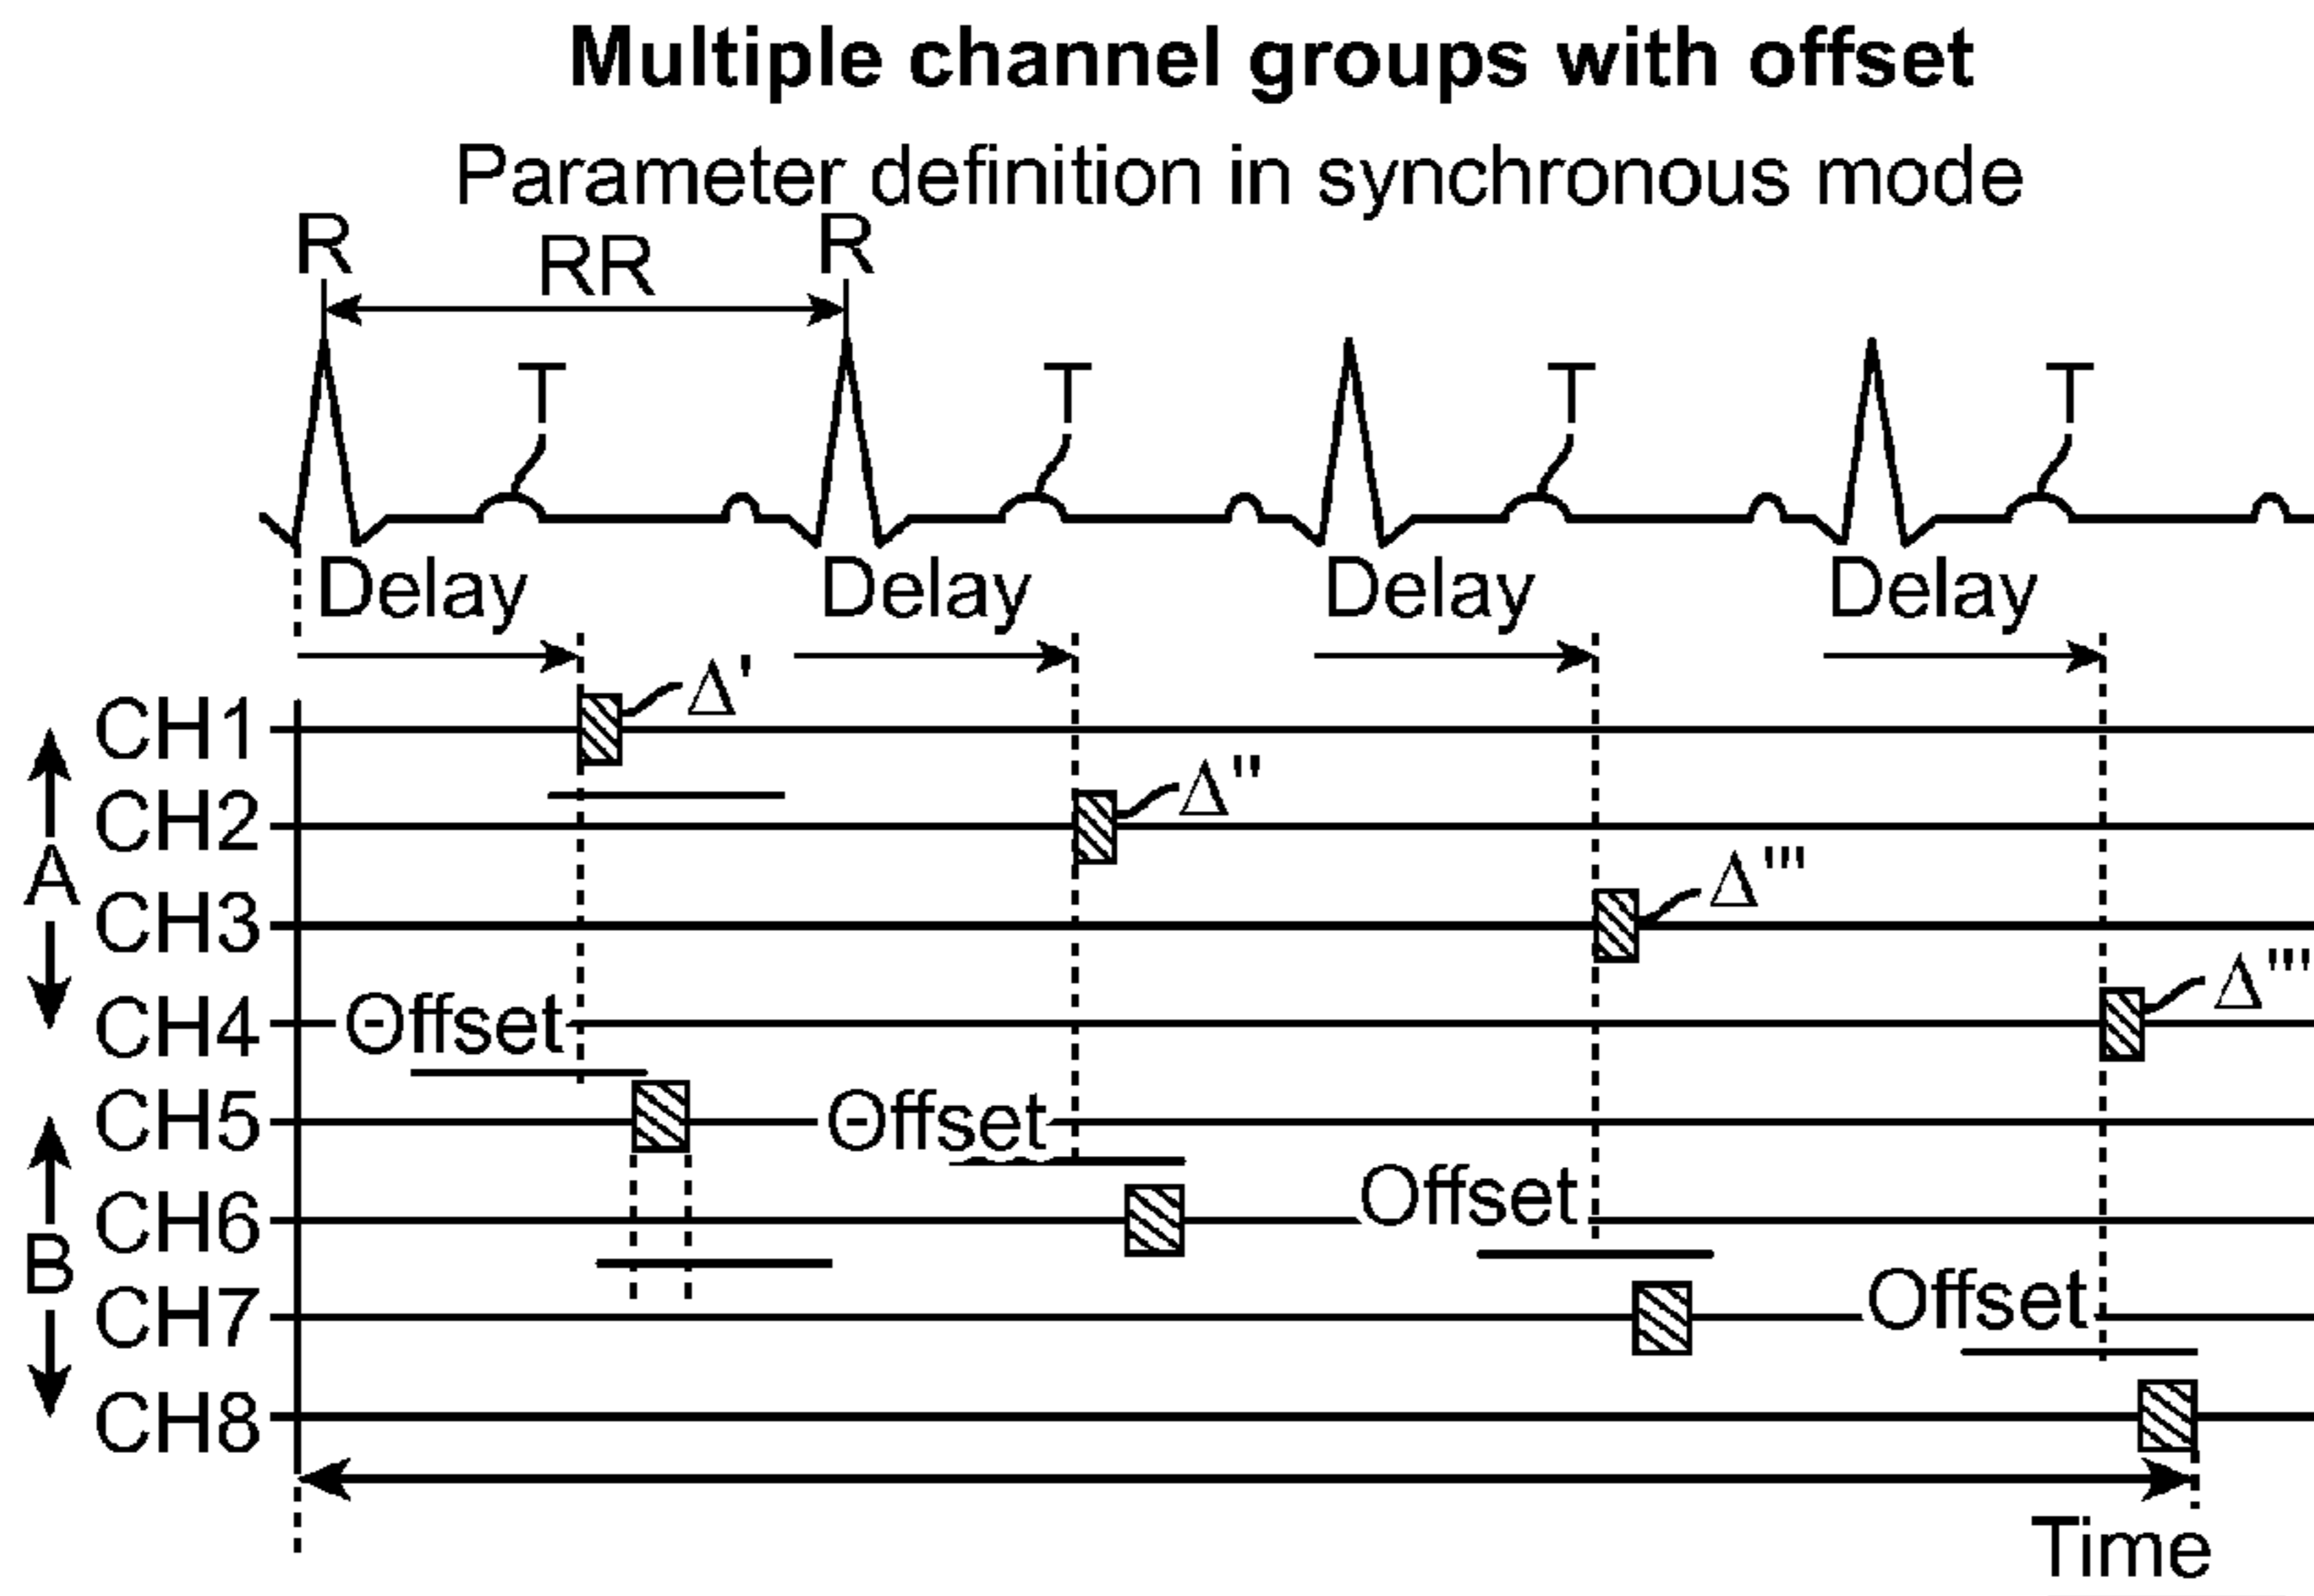 Multiple channel groups with offset
Parameter definition in synchronous mode
R RR R
T T T T
Delay Delay Delay Delay
CH1 Δ'
CH2 Δ''
A
CH3 Δ'''
CH4 Offset Δ''''
CH5 Offset
CH6 Offset
B
CH7 Offset
CH8
Time